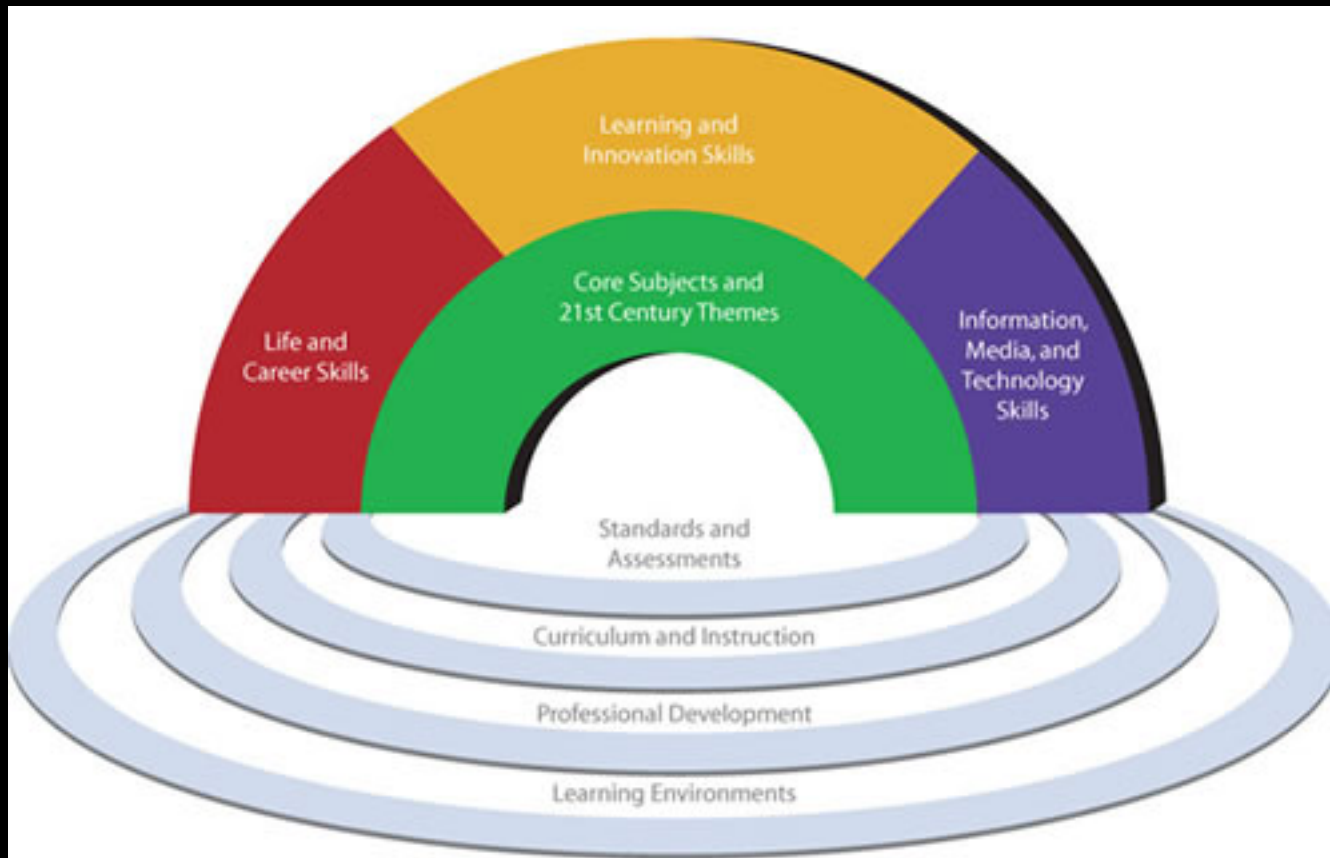 Learning and
Innovation Skills
Core Subjects and
21st Century Themes
Life and
Career Skills
Information,
Media, and
Technology
Skills
Standards and
Assessments
Curriculum and Instruction
Professional Development
Learning Environments